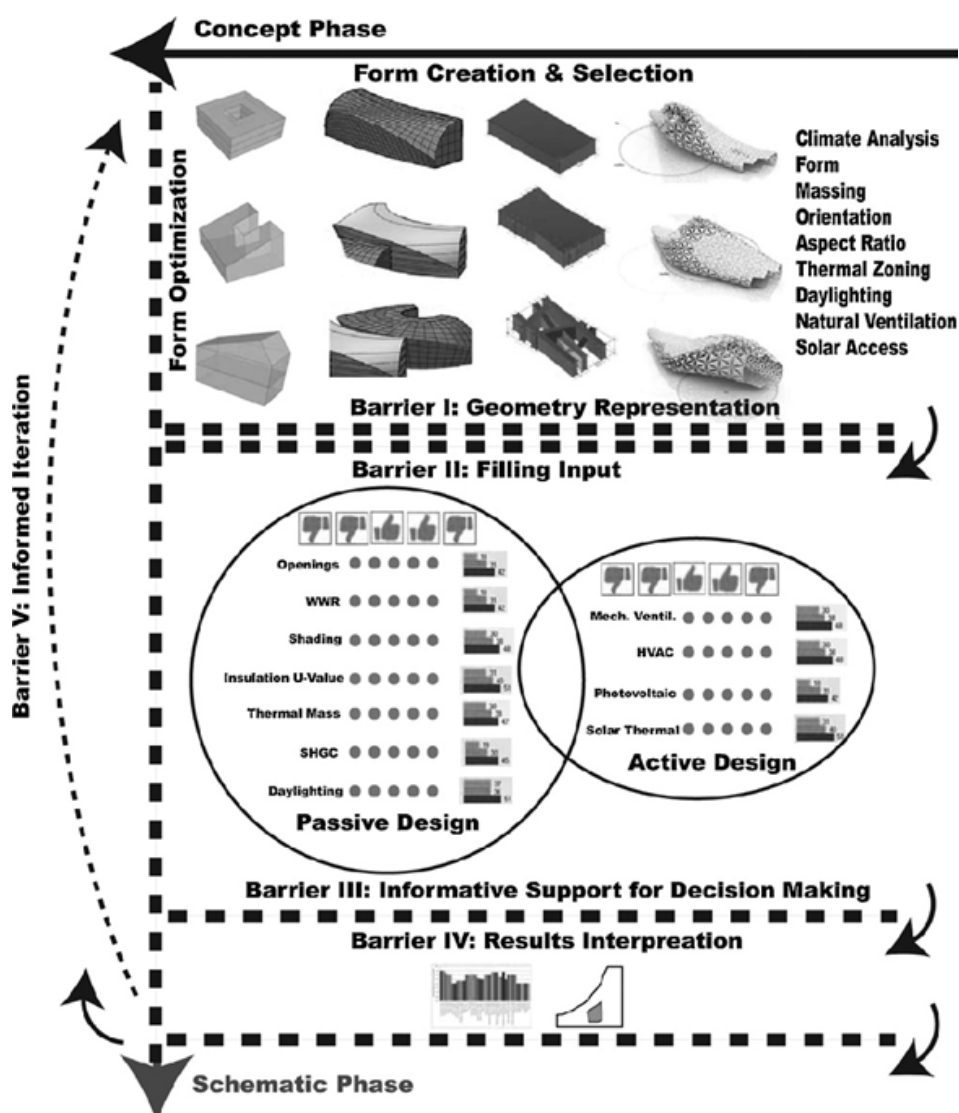 Concept Phase
Form Creation & Selection
Form Optimization
Climate Analysis
Form
Massing
Orientation
Aspect Ratio
Thermal Zoning
Daylighting
Natural Ventilation
Solar Access
Barrier I: Geometry Representation
Barrier V: Informed Iteration
Barrier II: Filling Input
Openings
WWR
Shading
Insulation U-Value
Thermal Mass
SHGC
Daylighting
Passive Design
Mech. Ventil.
HVAC
Photovoltaic
Solar Thermal
Active Design
Barrier III: Informative Support for Decision Making
Barrier IV: Results Interpreation
Schematic Phase